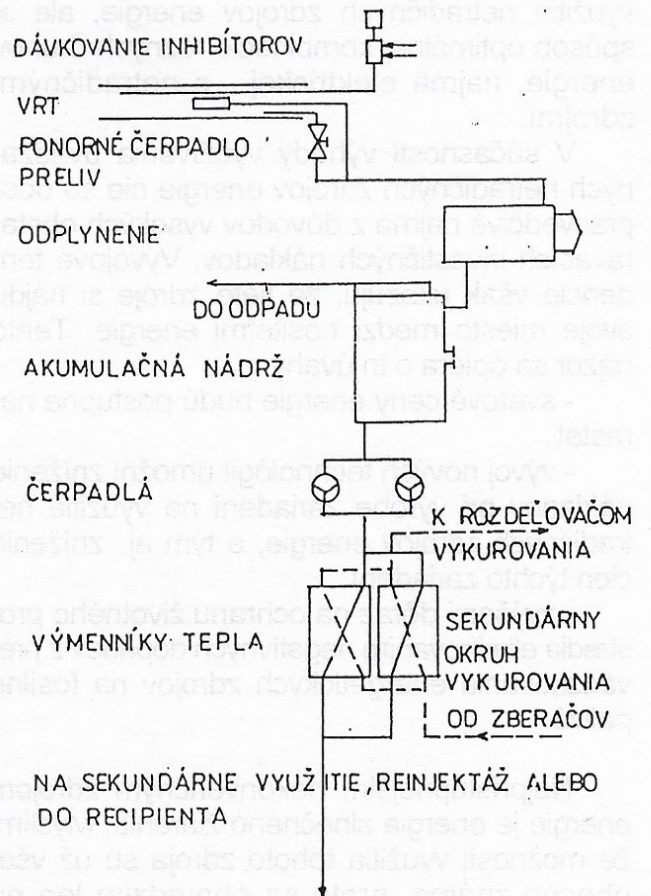 DÁVKOVANIE INHIBÍTOROV
VRT
PONORNÉ ČERPADLO
PRELIV
ODPLYNENIE
DO ODPADU
AKUMULAČNÁ NÁDRŽ
ČERPADLÁ
K ROZDEĽOVAČOM
VYKUROVANIA
VÝMENNÍKY TEPLA
SEKUNDÁRNY
OKRUH
VYKUROVANIA
OD ZBERAČOV
NA SEKUNDÁRNE VYUŽITIE REINJEKTÁŽ ALEBO
DO RECIPIENTA